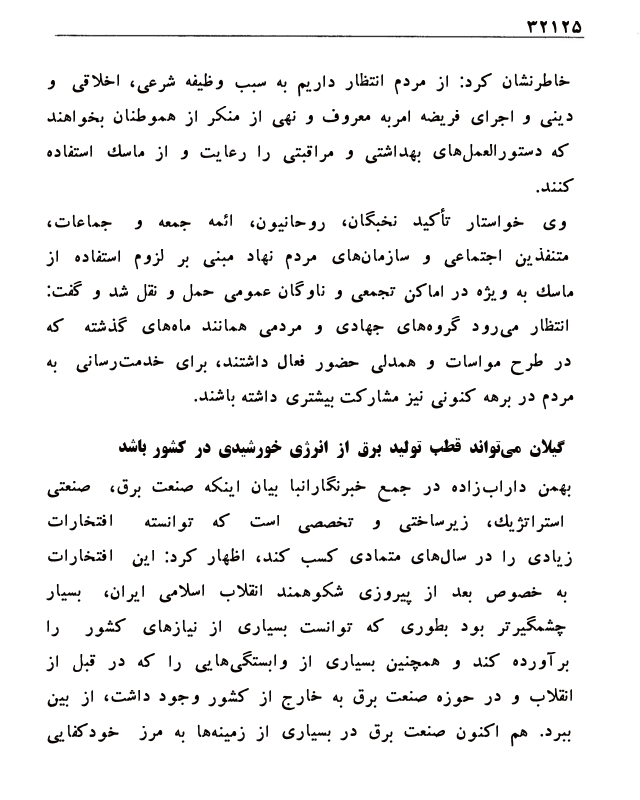 ۳۲۱۲۵
خاطرنشان کرد: از مردم انتظار داریم به سبب وظیفه شرعی، اخلاقی و
دینی و اجرای فریضه امربه معروف و نهی از منکر از هموطنان بخواهند
که دستورالعمل‌های بهداشتی و مراقبتی را رعایت و از ماسك استفاده
کنند.
وی خواستار تأکید نخبگان، روحانیون، ائمه جمعه و جماعات،
متنفذین اجتماعی و سازمان‌های مردم نهاد مبنی بر لزوم استفاده از
ماسك به ویژه در اماکن تجمعی و ناوگان عمومی حمل و نقل شد و گفت:
انتظار می‌رود گروه‌های جهادی و مردمی همانند ماه‌های گذشته که
در طرح مواسات و همدلی حضور فعال داشتند، برای خدمت‌رسانی به
مردم در برهه کنونی نیز مشارکت بیشتری داشته باشند.
گیلان می‌تواند قطب تولید برق از انرژی خورشیدی در کشور باشد
بهمن داراب‌زاده در جمع خبرنگارانبا بیان اینکه صنعت برق، صنعتی
استراتژيك، زیرساختی و تخصصی است که توانسته افتخارات
زیادی را در سال‌های متمادی کسب کند، اظهار کرد: این افتخارات
به خصوص بعد از پیروزی شکوهمند انقلاب اسلامی ایران، بسیار
چشمگیرتر بود بطوری که توانست بسیاری از نیازهای کشور را
برآورده کند و همچنین بسیاری از وابستگی‌هایی را که در قبل از
انقلاب و در حوزه صنعت برق به خارج از کشور وجود داشت، از بین
ببرد. هم اکنون صنعت برق در بسیاری از زمینه‌ها به مرز خودکفایی